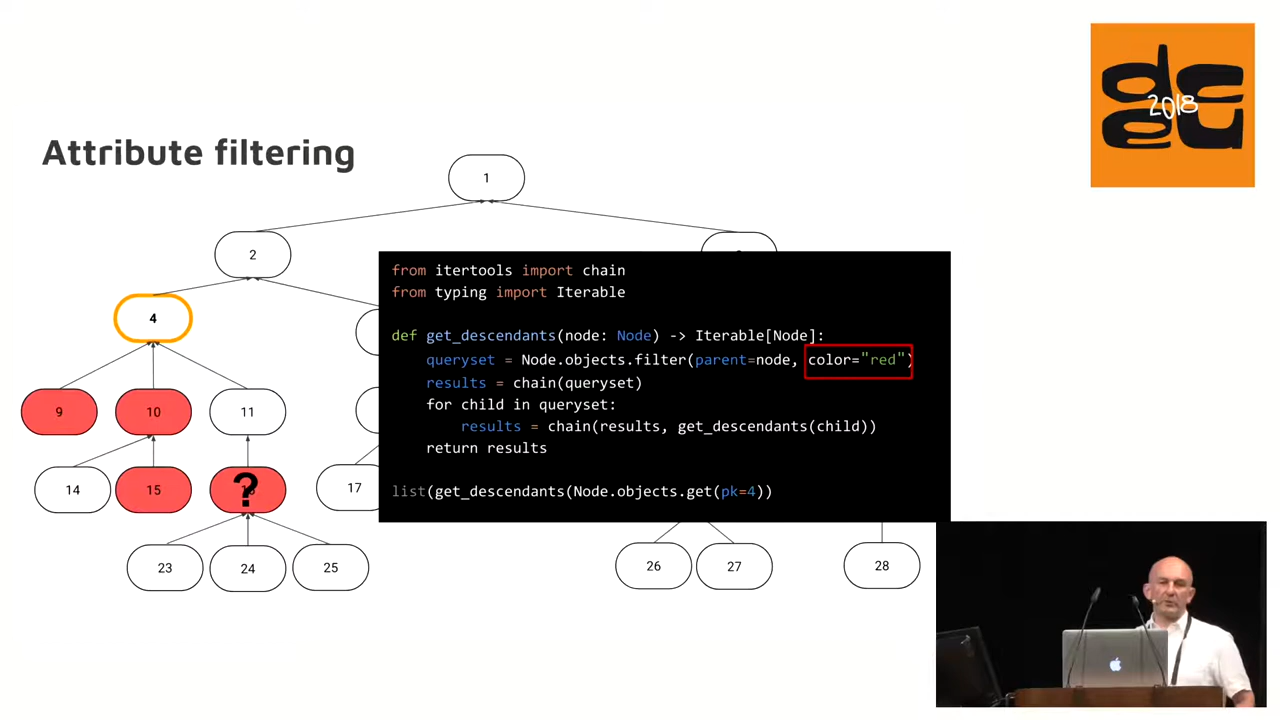 dc
2018
eu
Attribute filtering
1
2
4
9
10
11
14
15
?
17
23
24
25
26
27
28
from itertools import chain
from typing import Iterable
def get_descendants(node: Node) -> Iterable[Node]:
queryset = Node.objects.filter(parent=node, color="red")
results = chain(queryset)
for child in queryset:
results = chain(results, get_descendants(child))
return results
list(get_descendants(Node.objects.get(pk=4))